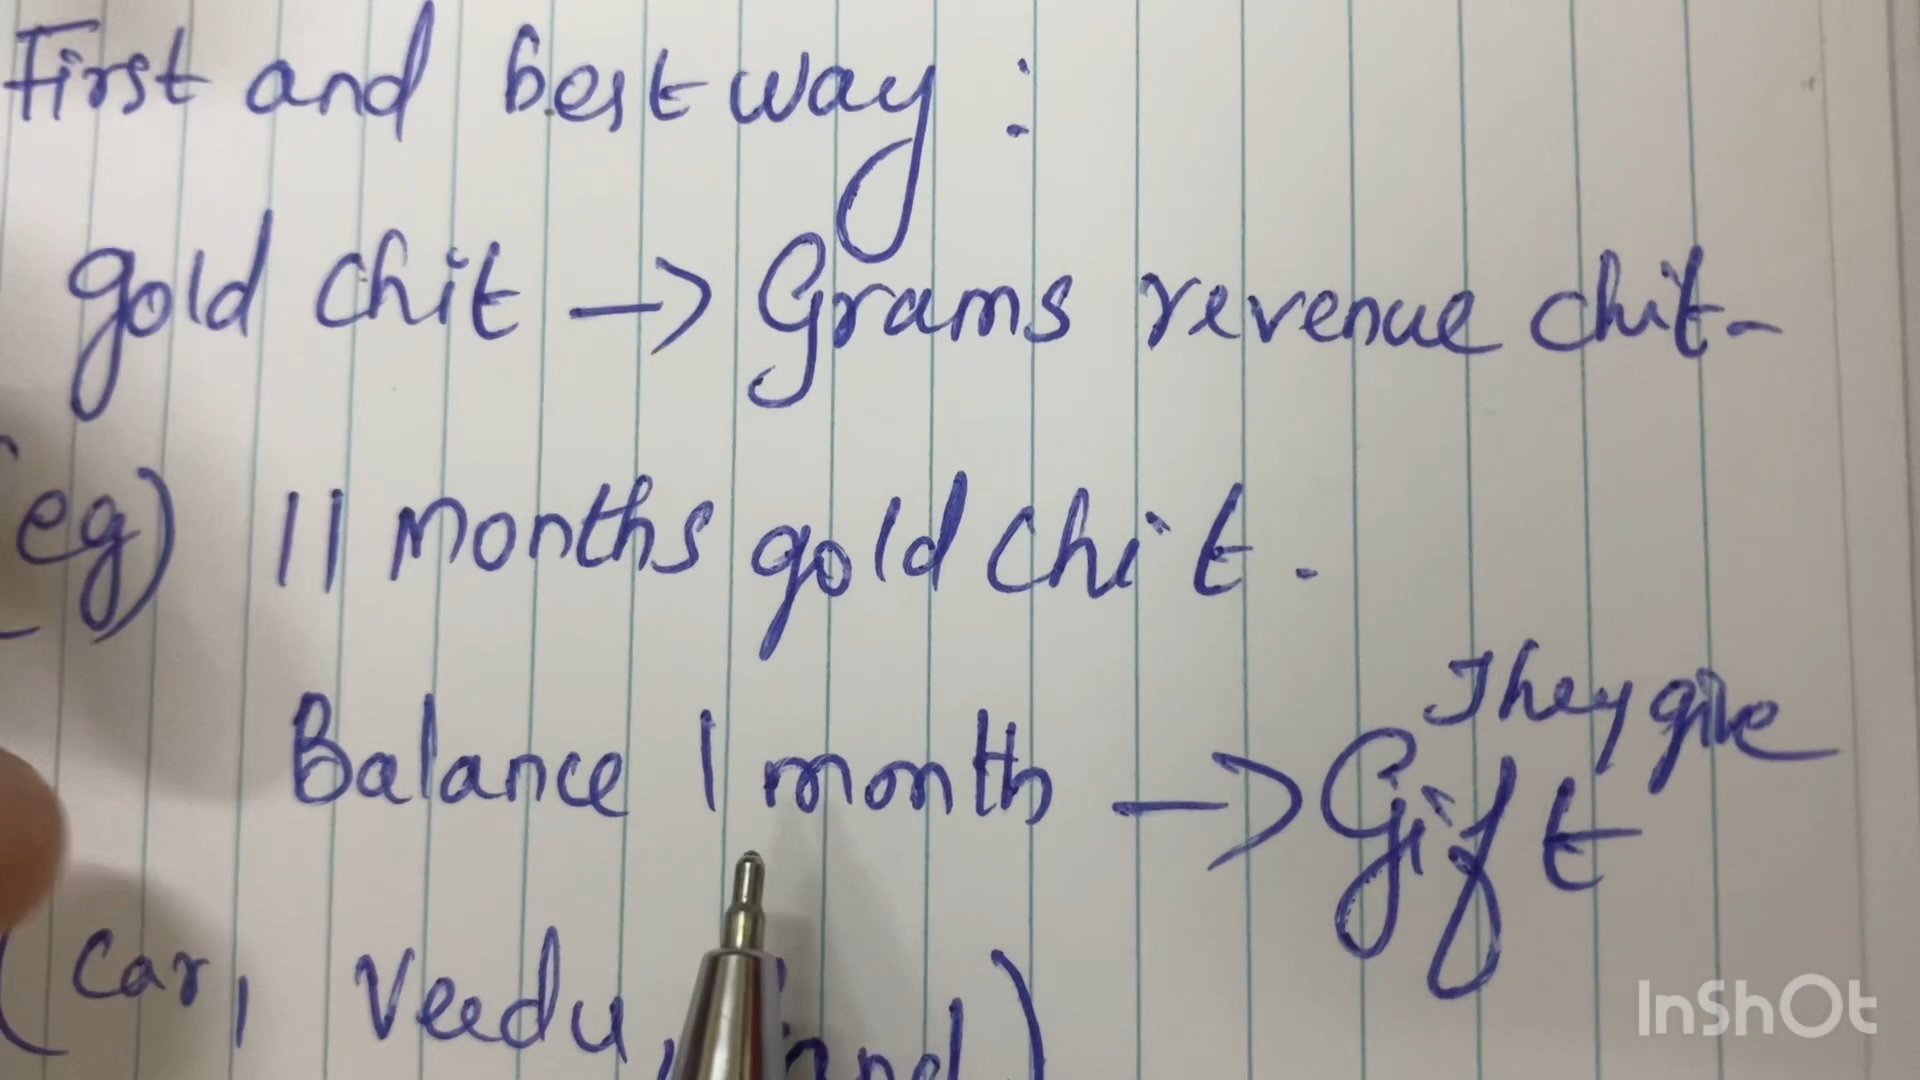 First and best way :
gold chit → Grams revenue chit-
(eg) 11 Months gold chit.
They give
Balance 1 month → Gift
(Car, Veedu,
InShOt